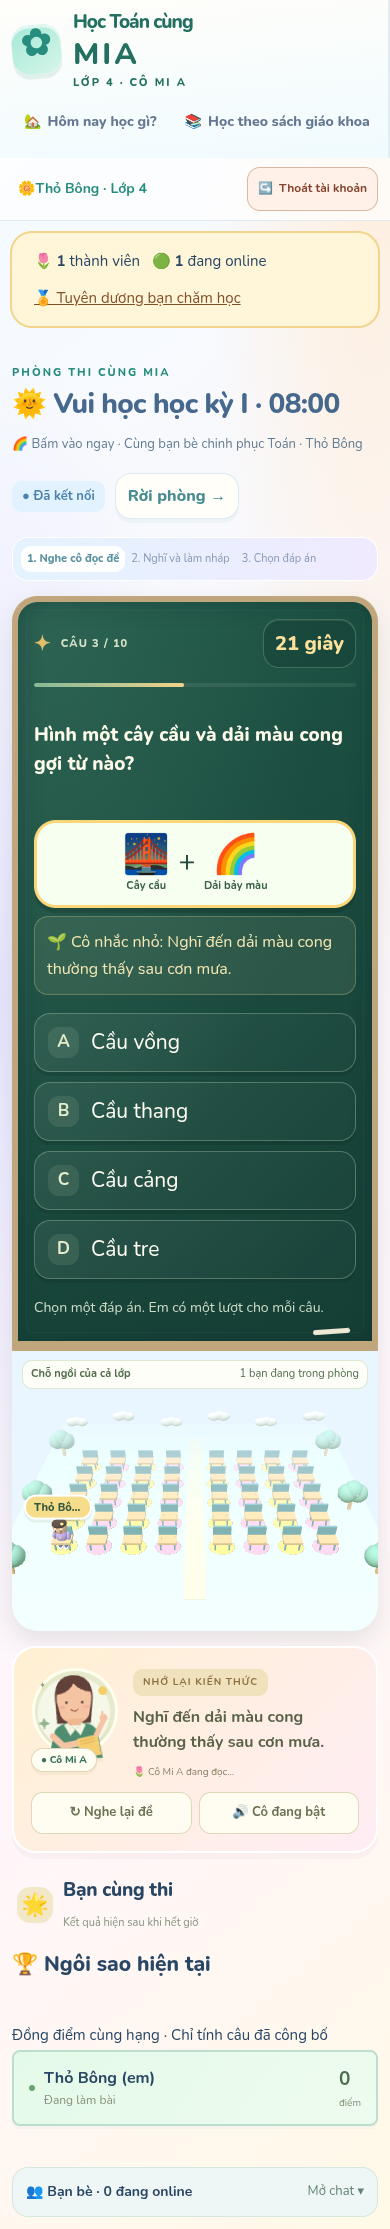 Học Toán cùng
MIA
LỚP 4 · CÔ MI A
🏡 Hôm nay học gì? 📚 Học theo sách giáo khoa
🌼Thỏ Bông · Lớp 4 ↪️ Thoát tài khoản
🌷 1 thành viên 🟢 1 đang online
🏅 Tuyên dương bạn chăm học
PHÒNG THI CÙNG MIA
🌞 Vui học học kỳ I · 08:00
🌈 Bấm vào ngay · Cùng bạn bè chinh phục Toán · Thỏ Bông
● Đã kết nối Rời phòng →
1. Nghe cô đọc đề 2. Nghĩ và làm nháp 3. Chọn đáp án
CÂU 3 / 10 21 giây
Hình một cây cầu và dải màu cong
gợi từ nào?
🌉 + 🌈
Cây cầu Dải bảy màu
🌱 Cô nhắc nhỏ: Nghĩ đến dải màu cong
thường thấy sau cơn mưa.
A Cầu vồng
B Cầu thang
C Cầu cảng
D Cầu tre
Chọn một đáp án. Em có một lượt cho mỗi câu.
Chỗ ngồi của cả lớp 1 bạn đang trong phòng
Thỏ Bô...
NHỚ LẠI KIẾN THỨC
Nghĩ đến dải màu cong
thường thấy sau cơn mưa.
● Cô Mi A
🌷 Cô Mi A đang đọc...
↻ Nghe lại đề 🔊 Cô đang bật
🌟 Bạn cùng thi
Kết quả hiện sau khi hết giờ
🏆 Ngôi sao hiện tại
Đồng điểm cùng hạng · Chỉ tính câu đã công bố
● Thỏ Bông (em) 0
Đang làm bài điểm
👥 Bạn bè · 0 đang online Mở chat ▾